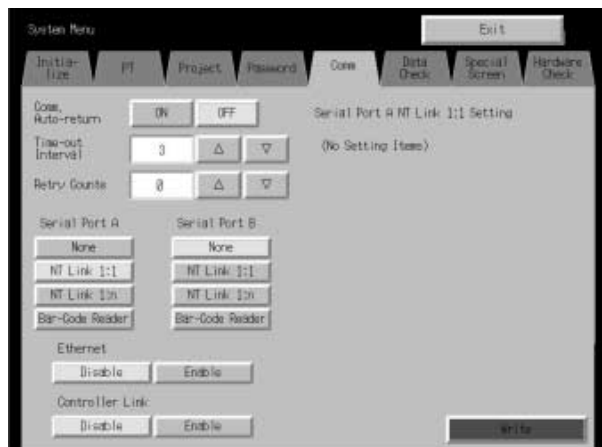 System Menu
Exit
Initia-
lize
PT
Project
Password
Comm
Data
Check
Special
Screen
Hardware
Check
Comm.
Auto-return
ON
OFF
Serial Port A NT Link 1:1 Setting
Time-out
Interval
3
△
▽
(No Setting Items)
Retry Counts
0
△
▽
Serial Port A
Serial Port B
None
None
NT Link 1:1
NT Link 1:1
NT Link 1:n
NT Link 1:n
Bar-Code Reader
Bar-Code Reader
Ethernet
Disable
Enable
Controller Link
Disable
Enable
Write